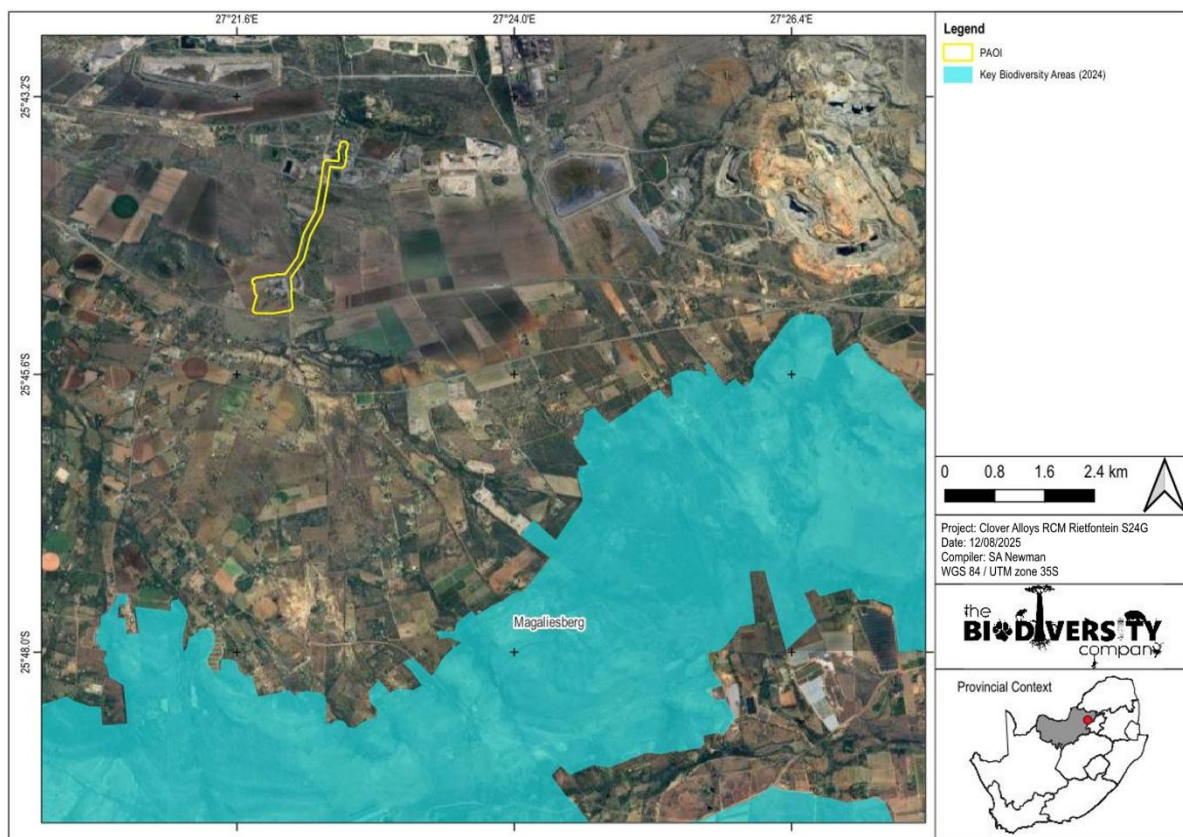 27°21.6'E 27°24.0'E 27°26.4'E
25°43.2'S
25°45.6'S
25°48.0'S
Magaliesberg
Legend
PAOI
Key Biodiversity Areas (2024)
0 0.8 1.6 2.4 km
Project: Clover Alloys RCM Rietfontein S24G
Date: 12/08/2025
Compiler: SA Newman
WGS 84 / UTM zone 35S
the
BIODIVERSITY
company
Provincial Context